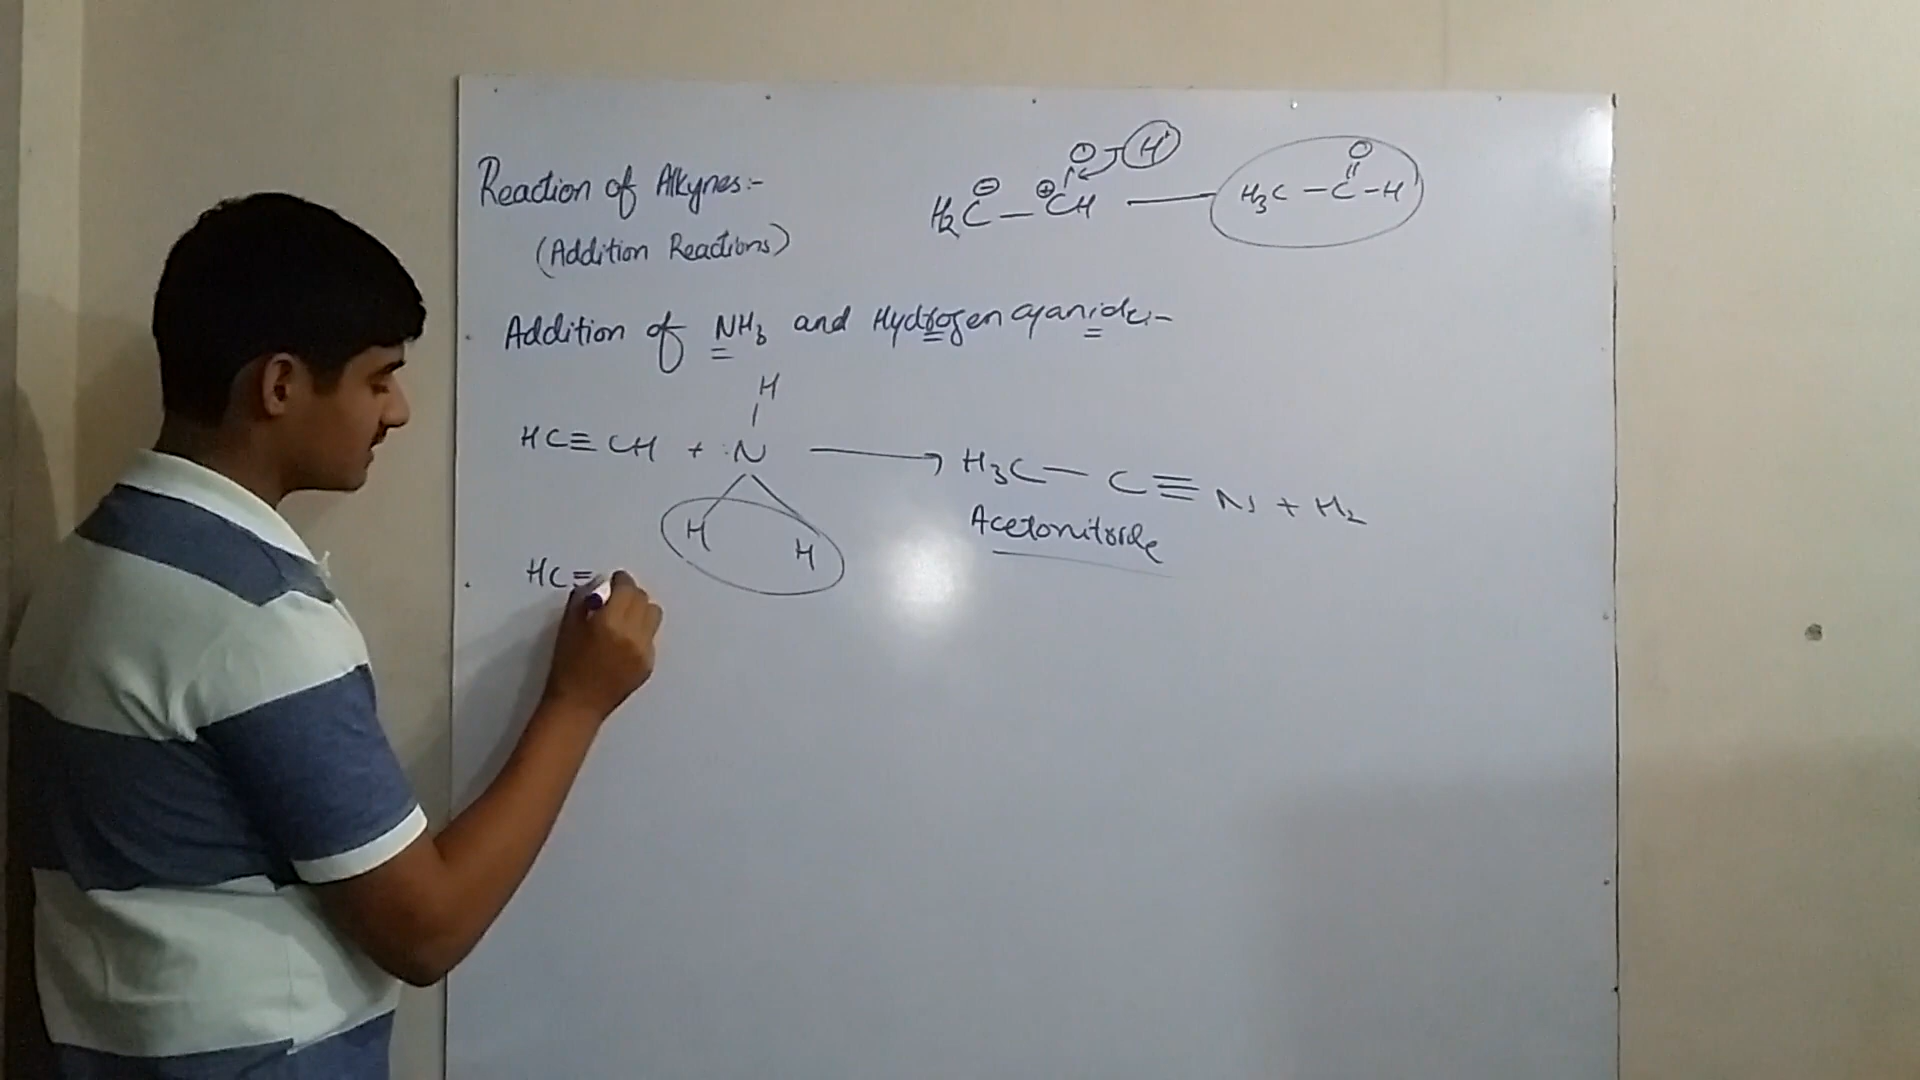 Reaction of Alkynes:-
(Addition Reactions)
H₂C⊖ — ⊕CH O H⁺ —— H₃C - C - H
O
Addition of NH₃ and Hydrogen cyanide:-
H
HC≡CH + :N ⟶ H₃C — C≡N + H₂
H H
Acetonitrile
HC≡